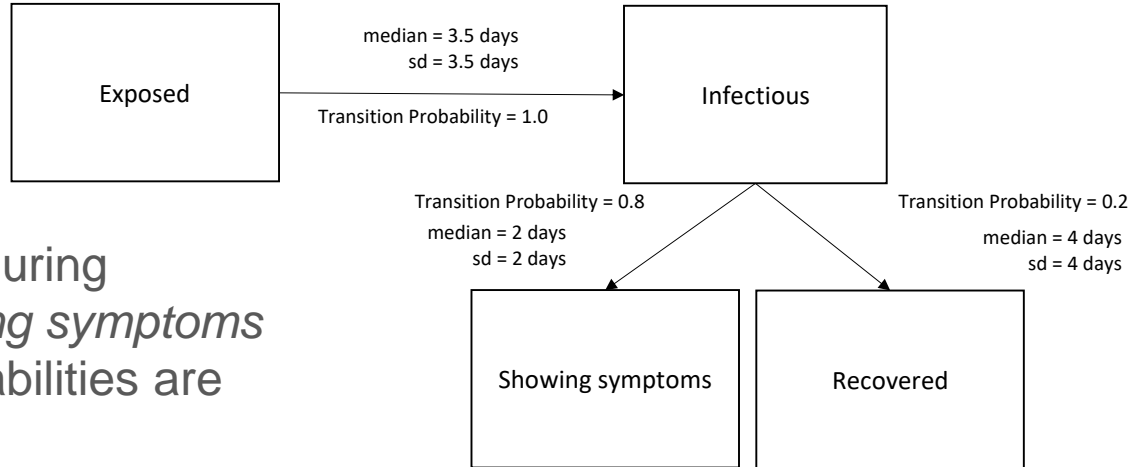 median = 3.5 days
sd = 3.5 days
Exposed
Infectious
Transition Probability = 1.0
Transition Probability = 0.8
median = 2 days
sd = 2 days
Transition Probability = 0.2
median = 4 days
sd = 4 days
symptoms
abilities are
Showing symptoms
Recovered